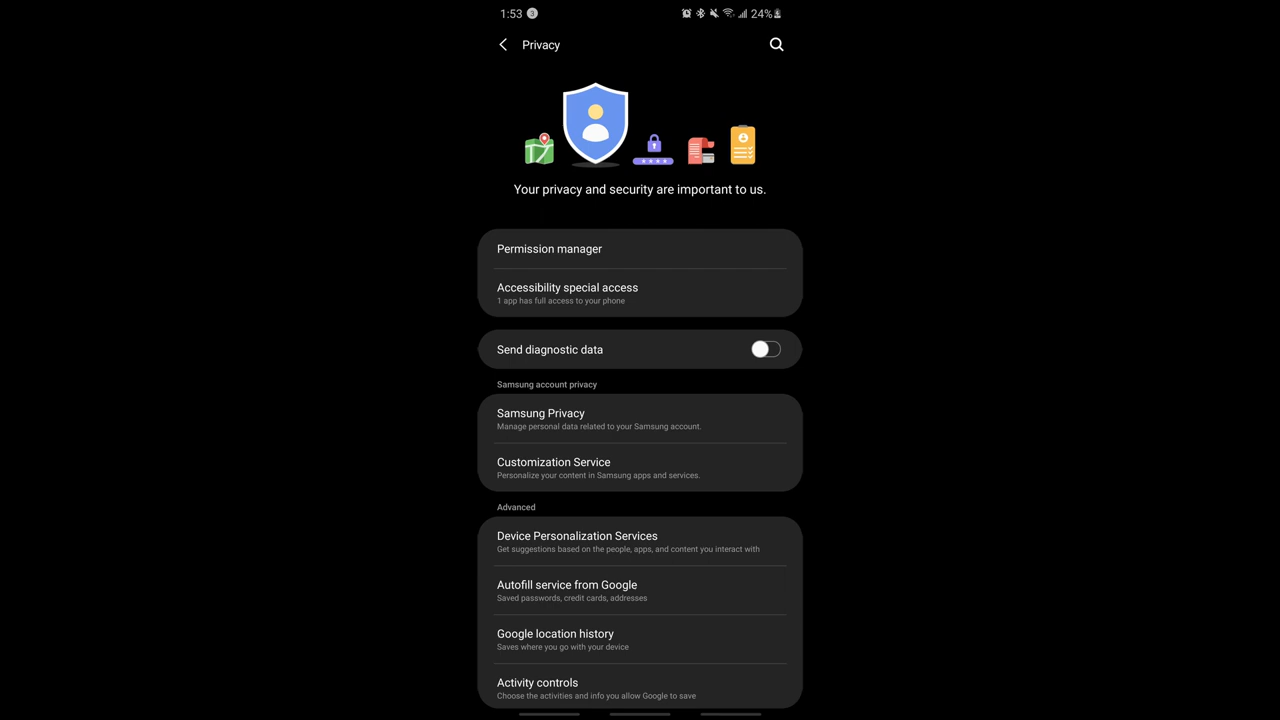 1:53 3 24%
Privacy
Your privacy and security are important to us.
Permission manager
Accessibility special access
1 app has full access to your phone
Send diagnostic data
Samsung account privacy
Samsung Privacy
Manage personal data related to your Samsung account.
Customization Service
Personalize your content in Samsung apps and services.
Advanced
Device Personalization Services
Get suggestions based on the people, apps, and content you interact with
Autofill service from Google
Saved passwords, credit cards, addresses
Google location history
Saves where you go with your device
Activity controls
Choose the activities and info you allow Google to save